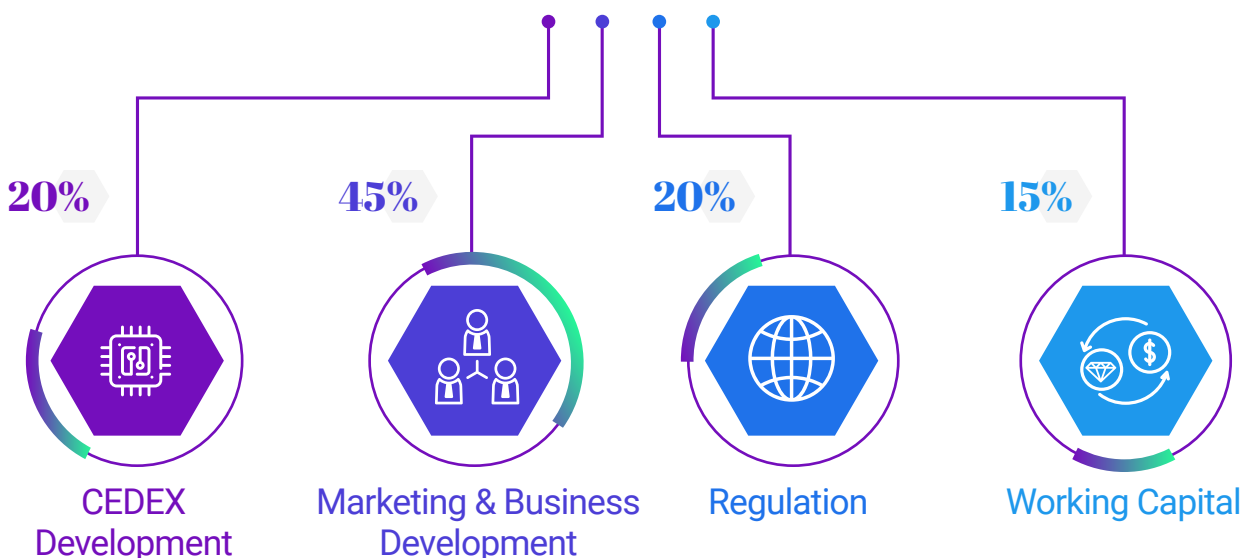 20%
45%
20%
15%
$
CEDEX
Development
Marketing & Business
Development
Regulation
Working Capital